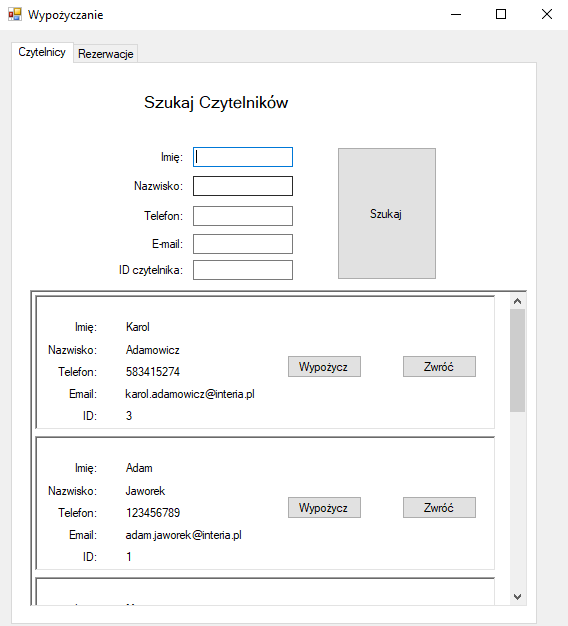 Wypożyczanie
Czytelnicy Rezerwacje
Szukaj Czytelników
Imię:
Nazwisko:
Telefon:
E-mail:
ID czytelnika:
Szukaj
Imię: Karol
Nazwisko: Adamowicz
Telefon: 583415274
Email: karol.adamowicz@interia.pl
ID: 3
Wypożycz Zwróć
Imię: Adam
Nazwisko: Jaworek
Telefon: 123456789
Email: adam.jaworek@interia.pl
ID: 1
Wypożycz Zwróć